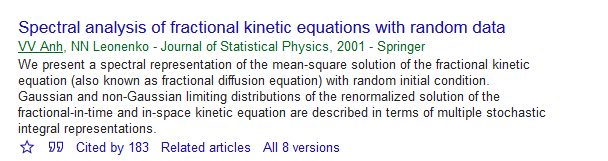 Spectral analysis of fractional kinetic equations with random data
VV Anh, NN Leonenko - Journal of Statistical Physics, 2001 - Springer
We present a spectral representation of the mean-square solution of the fractional kinetic
equation (also known as fractional diffusion equation) with random initial condition.
Gaussian and non-Gaussian limiting distributions of the renormalized solution of the
fractional-in-time and in-space kinetic equation are described in terms of multiple stochastic
integral representations.
Cited by 183 Related articles All 8 versions